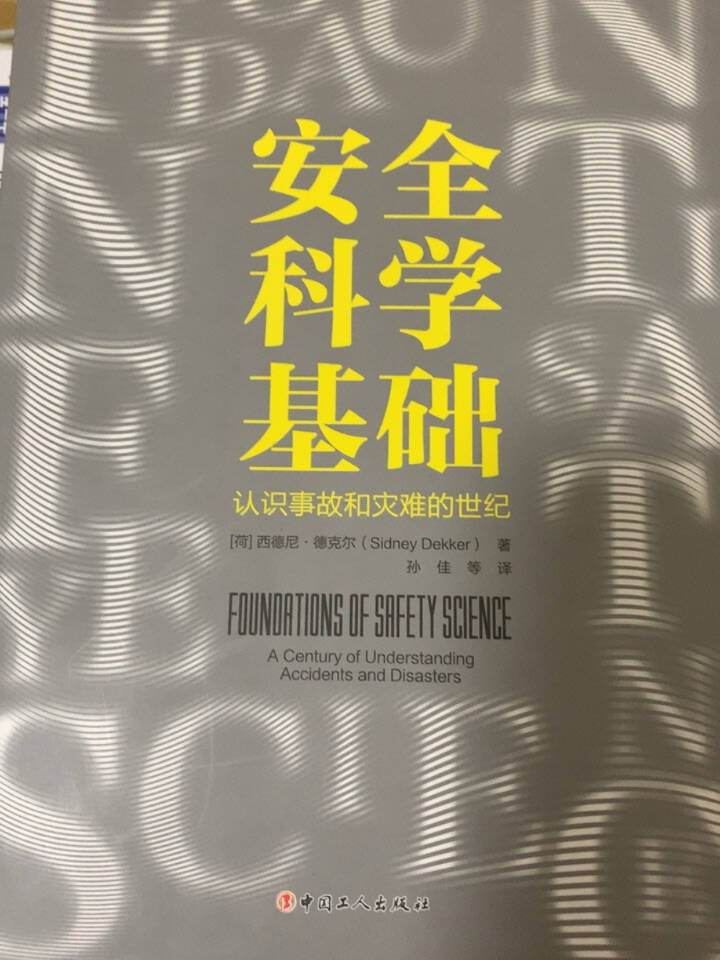 安全
科学
基础
认识事故和灾难的世纪
[荷] 西德尼·德克尔（Sidney Dekker） 著
孙 佳 等 译
FOUNDATIONS OF SAFETY SCIENCE
A Century of Understanding
Accidents and Disasters
中国工人出版社